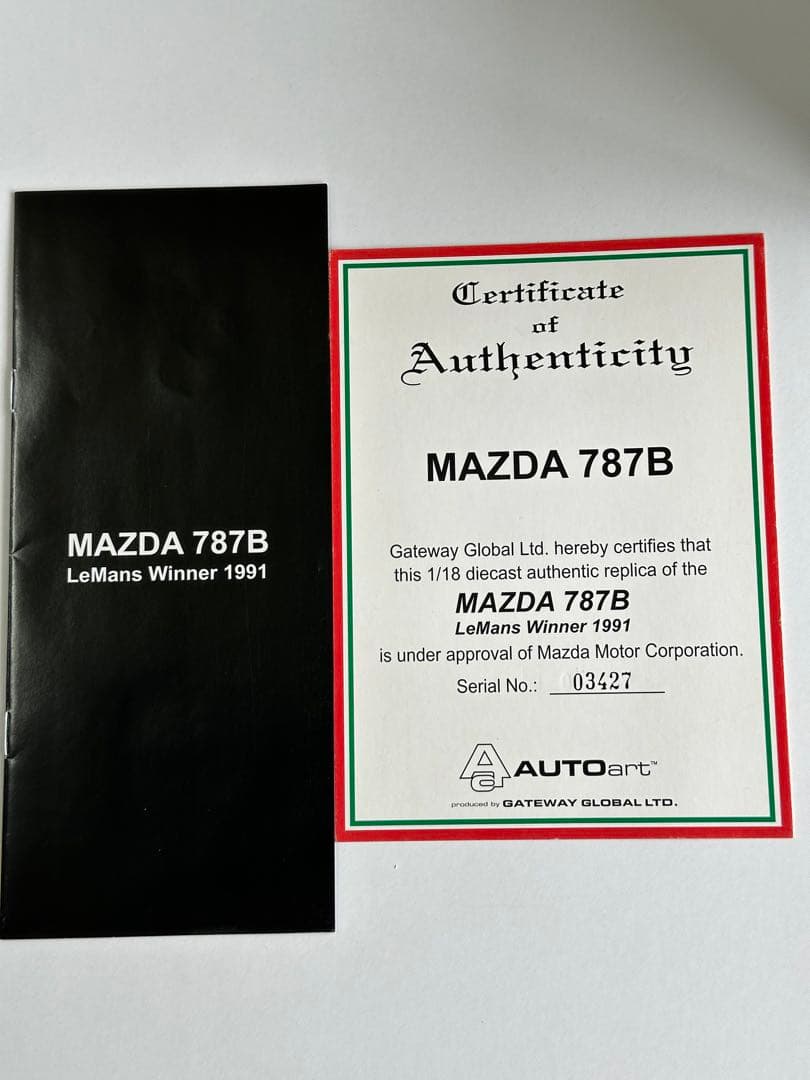 MAZDA 787B
LeMans Winner 1991
Certificate
of
Authenticity
MAZDA 787B
Gateway Global Ltd. hereby certifies that
this 1/18 diecast authentic replica of the
MAZDA 787B
LeMans Winner 1991
is under approval of Mazda Motor Corporation.
Serial No.: 03427
AUTOart™
produced by GATEWAY GLOBAL LTD.